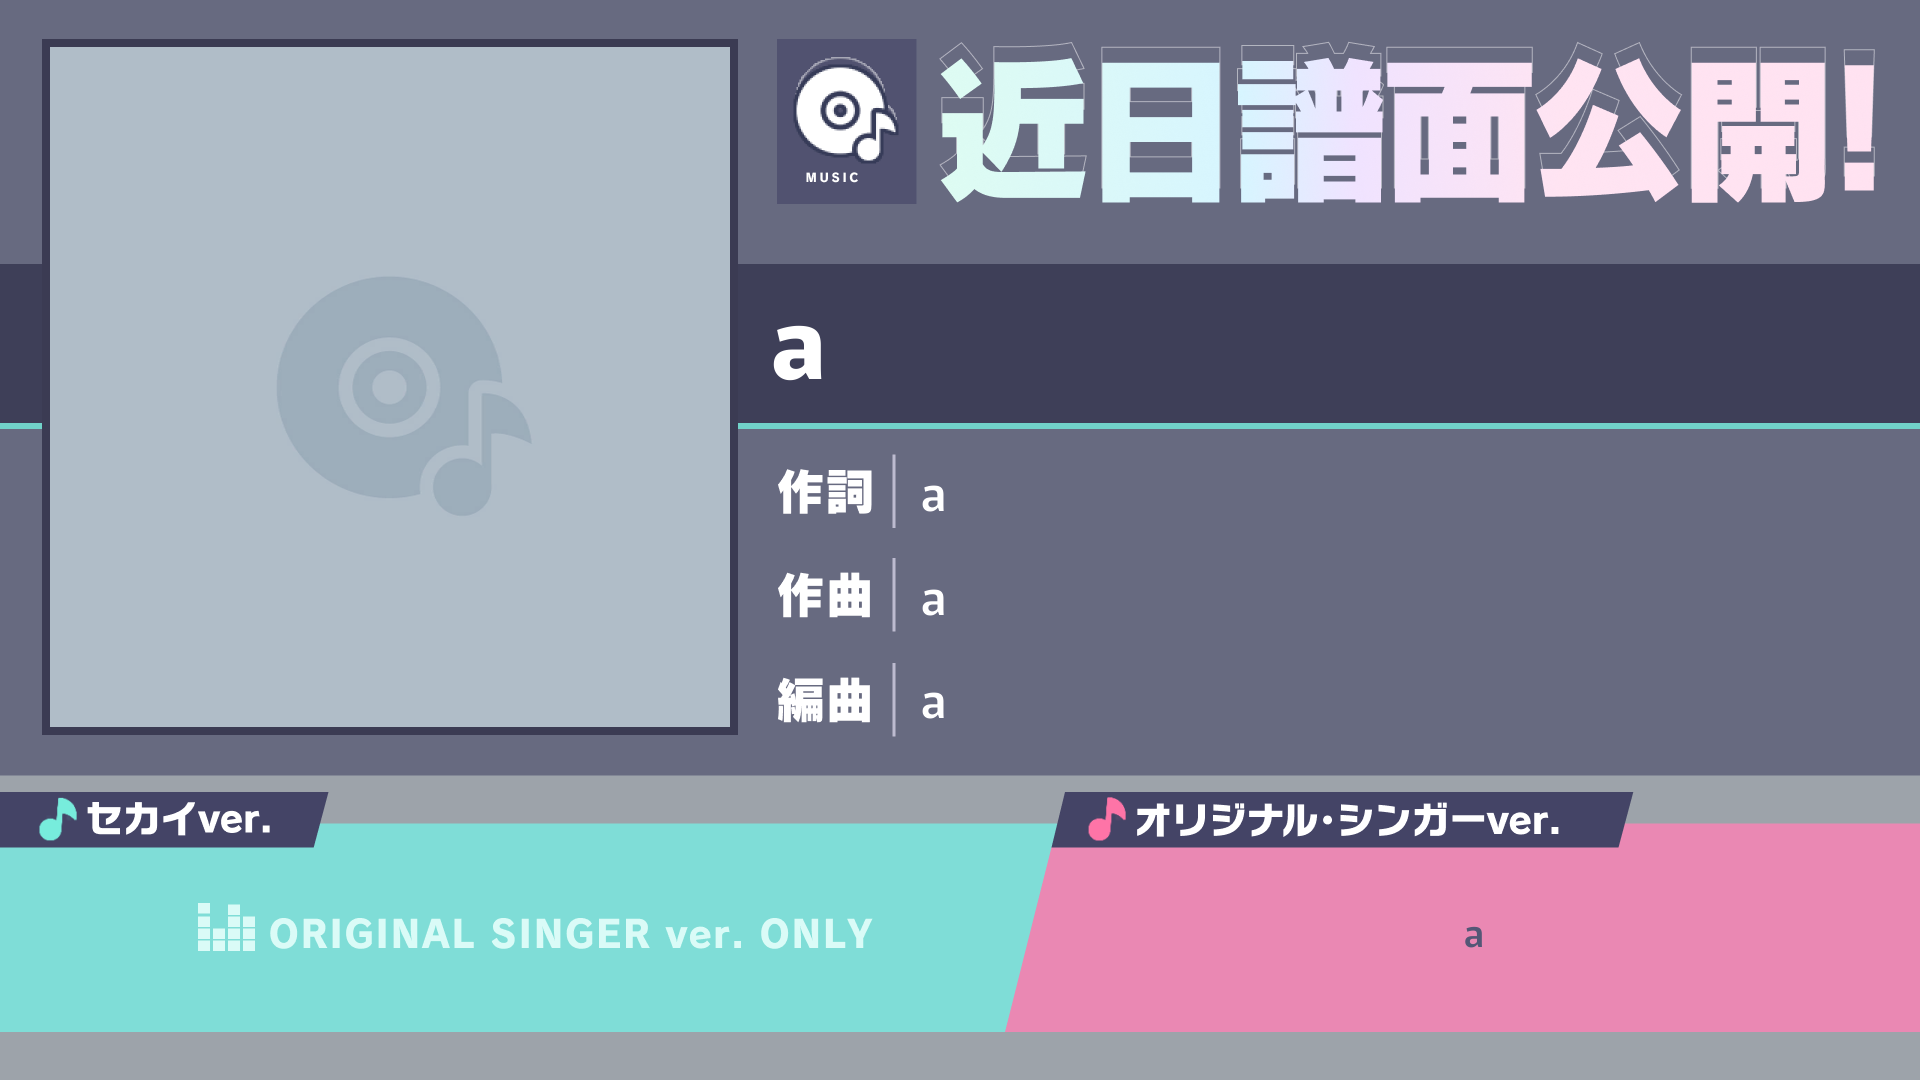 MUSIC
近日譜面公開!
a
作詞 a
作曲 a
編曲 a
セカイver.
ORIGINAL SINGER ver. ONLY
オリジナル・シンガーver.
a